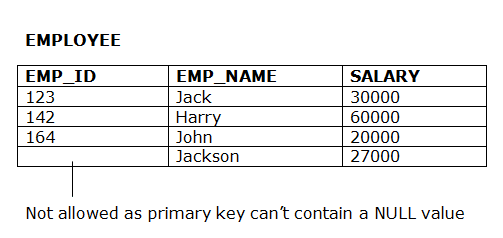 EMPLOYEE
EMP_ID EMP_NAME SALARY
123 Jack 30000
142 Harry 60000
164 John 20000
Jackson 27000
Not allowed as primary key can’t contain a NULL value